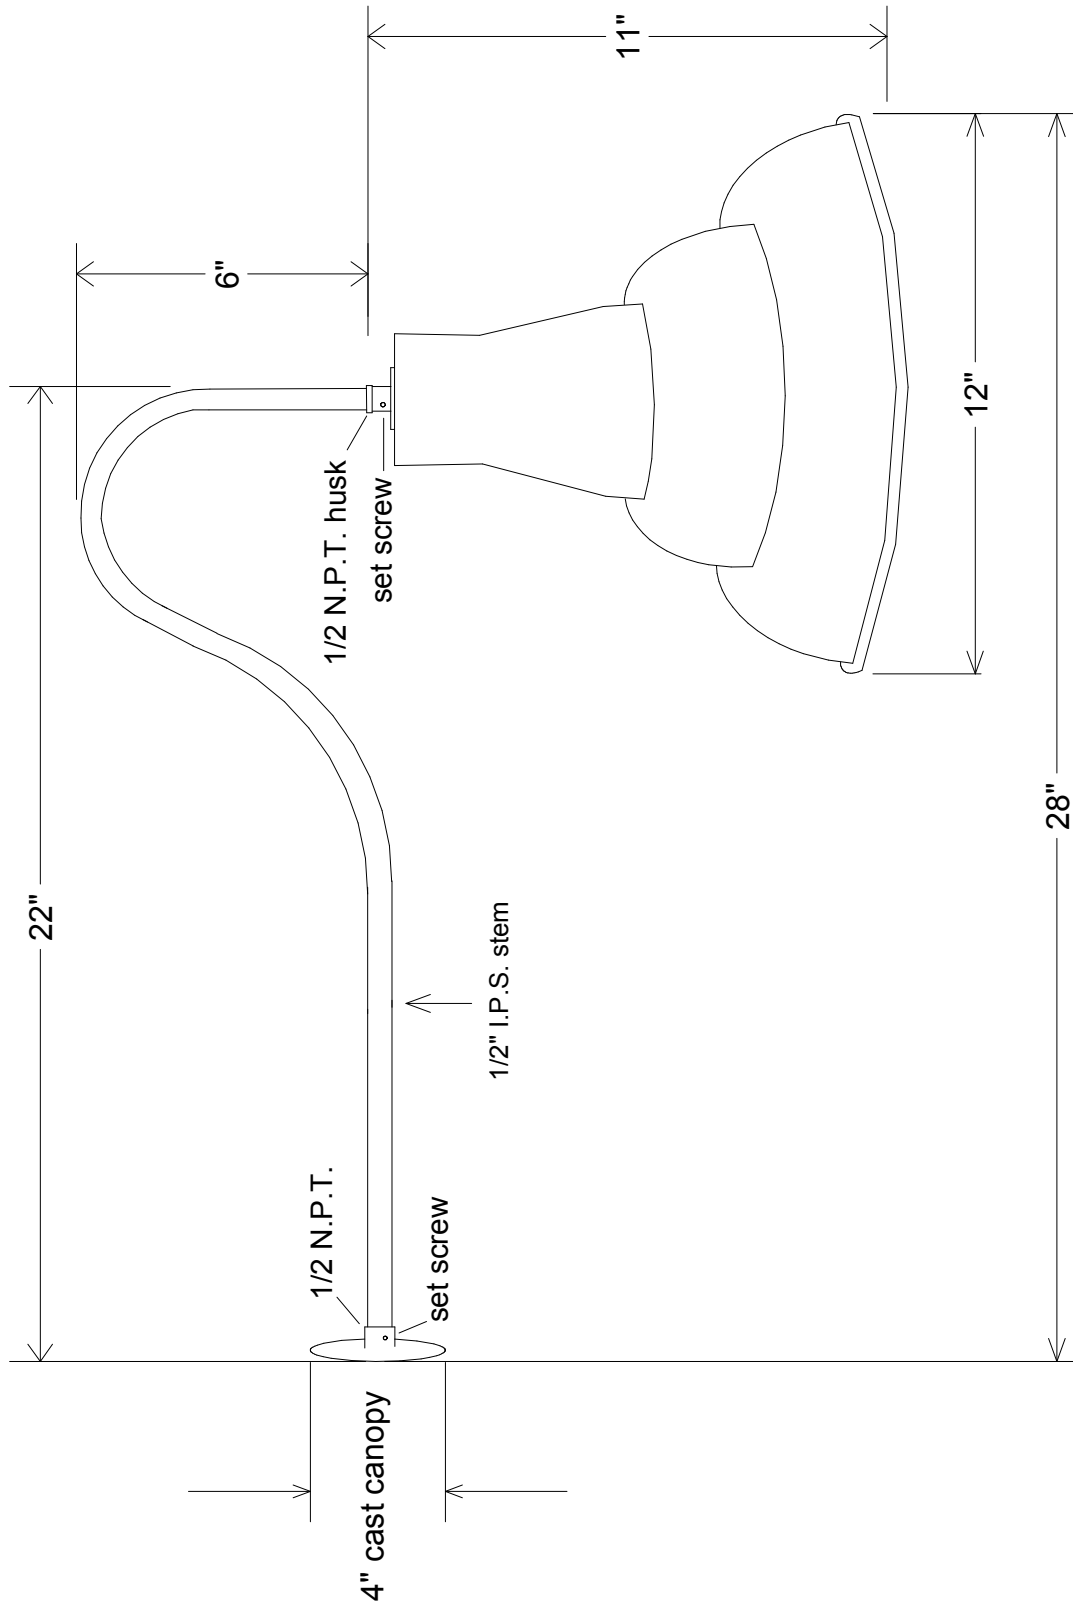 22"
6"
11"
1/2 N.P.T. husk
set screw
1/2 N.P.T.
set screw
1/2" I.P.S. stem
4" cast canopy
12"
28"